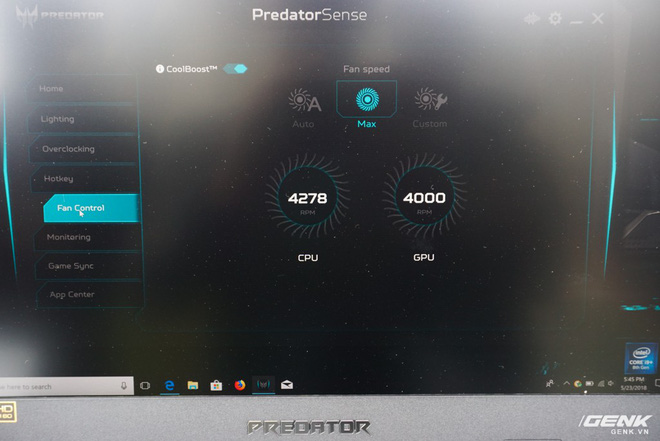 PREDATOR
PredatorSense
CoolBoost™
Fan speed
Auto
Max
Custom
Home
Lighting
Overclocking
Hotkey
Fan Control
Monitoring
Game Sync
App Center
4278
RPM
CPU
4000
RPM
GPU
here to search
5:45 PM
5/23/2018
intel
CORE i9+
8th Gen
HD
PREDATOR
GENK
GENK.VN